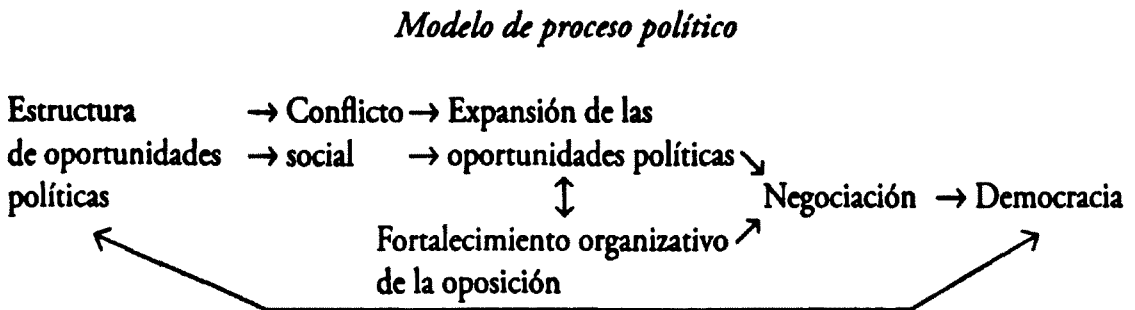 Modelo de proceso político
Estructura → Conflicto → Expansión de las
de oportunidades → social → oportunidades políticas ↘
políticas ↕ Negociación → Democracia
Fortalecimiento organizativo ↗
de la oposición